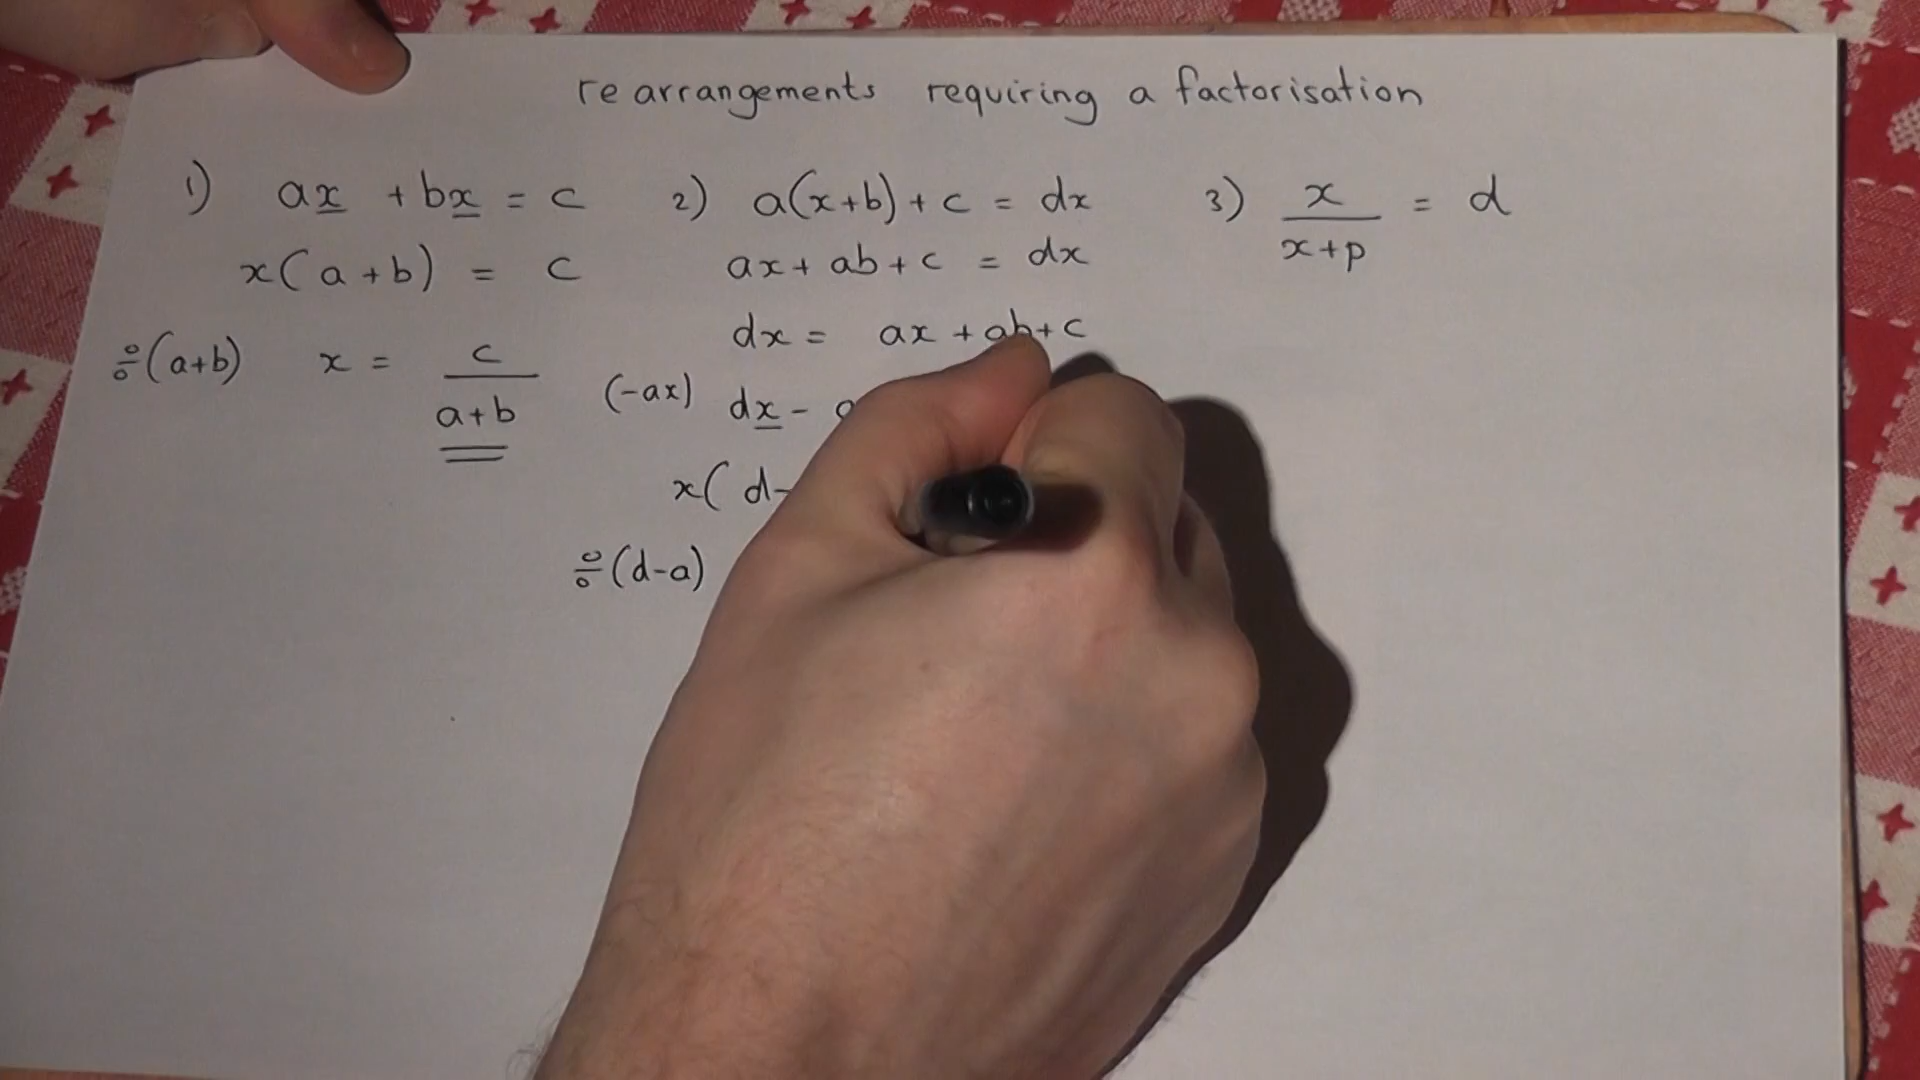 rearrangements requiring a factorisation
1) ax + bx = c
x(a+b) = c
÷(a+b) x = c
a+b
2) a(x+b)+c = dx
ax+ab+c = dx
dx = ax+ab+c
(-ax) dx -
x( d-
÷(d-a)
3) x = d
x+p